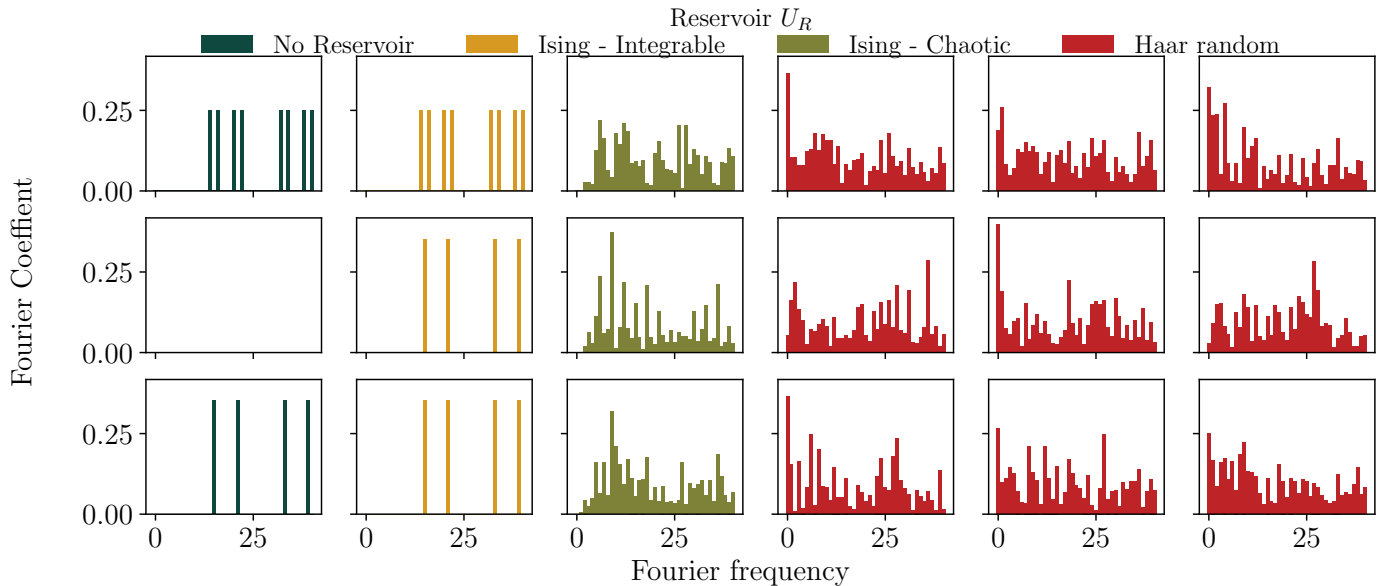 Reservoir U_R
No Reservoir Ising - Integrable Ising - Chaotic Haar random
0.25
0.00
0.25
0.00
0.25
0.00
0 25 0 25 0 25 0 25 0 25 0 25
Fourier Coeffient
Fourier frequency